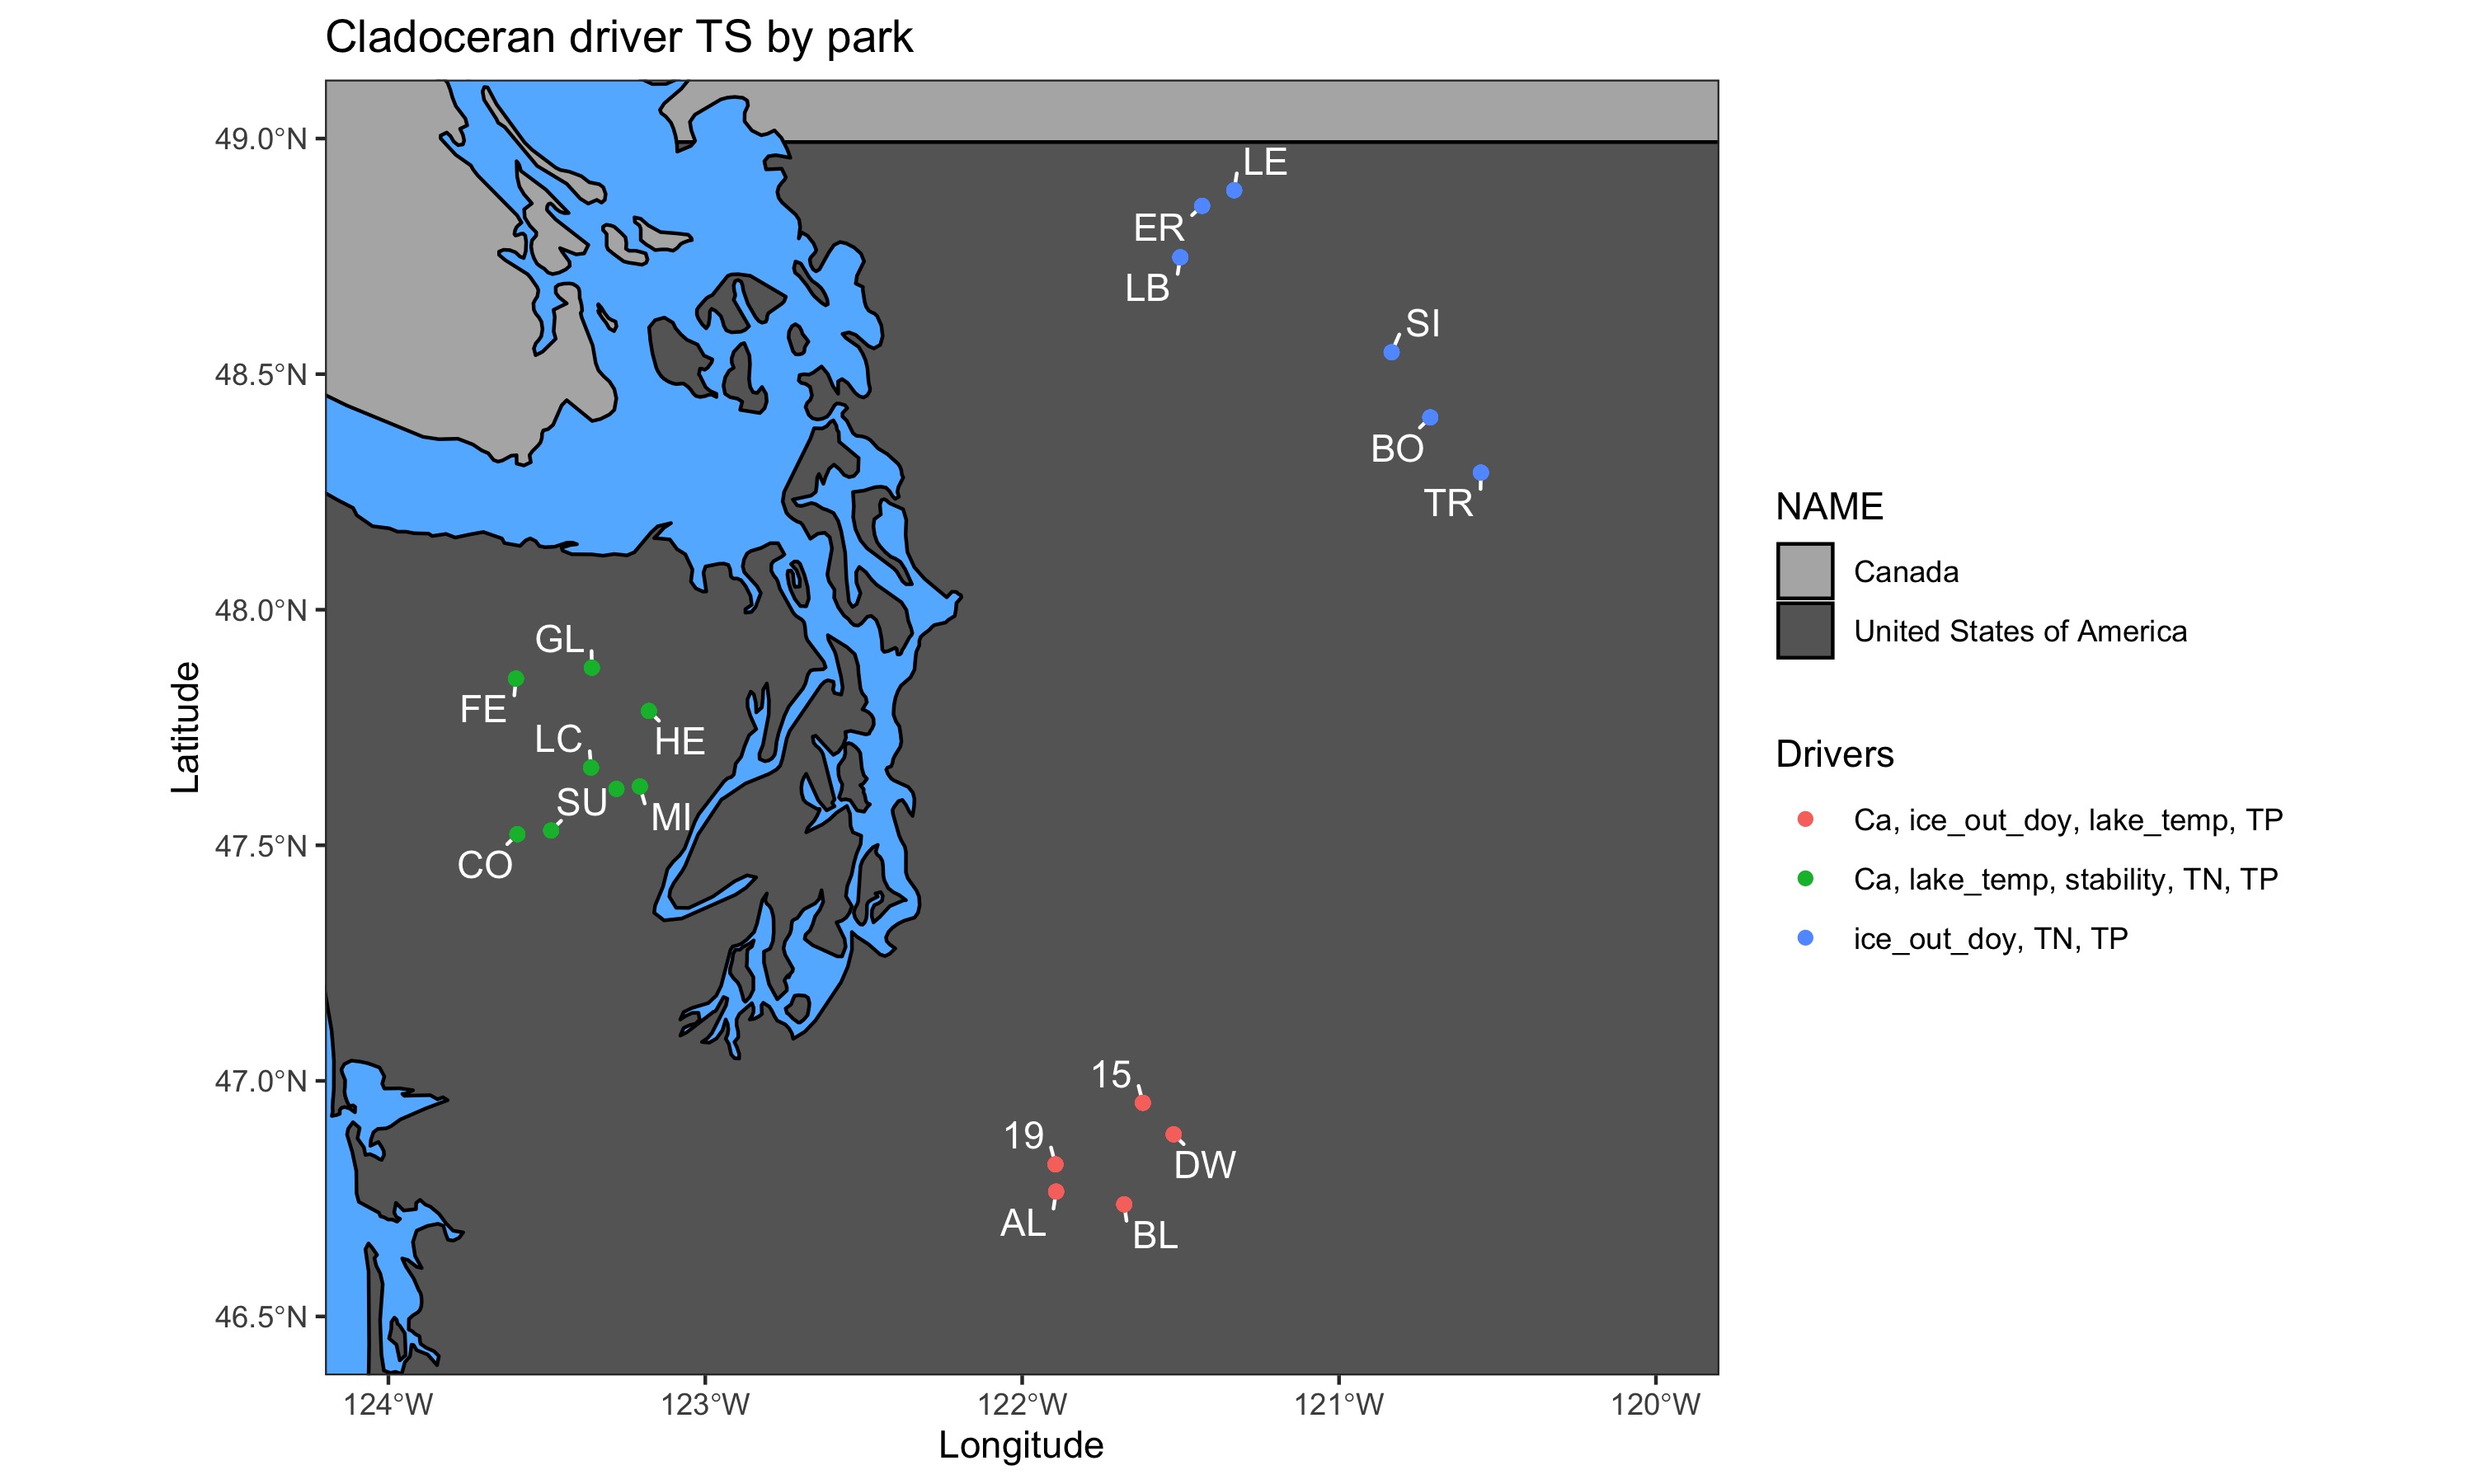 Cladoceran driver TS by park
49.0°N
48.5°N
48.0°N
47.5°N
47.0°N
46.5°N
Latitude
LE
ER
LB
SI
BO
TR
GL
FE
HE
LC
SU
MI
CO
15
19
DW
AL
BL
124°W
123°W
122°W
121°W
120°W
Longitude
NAME
Canada
United States of America
Drivers
Ca, ice_out_doy, lake_temp, TP
Ca, lake_temp, stability, TN, TP
ice_out_doy, TN, TP